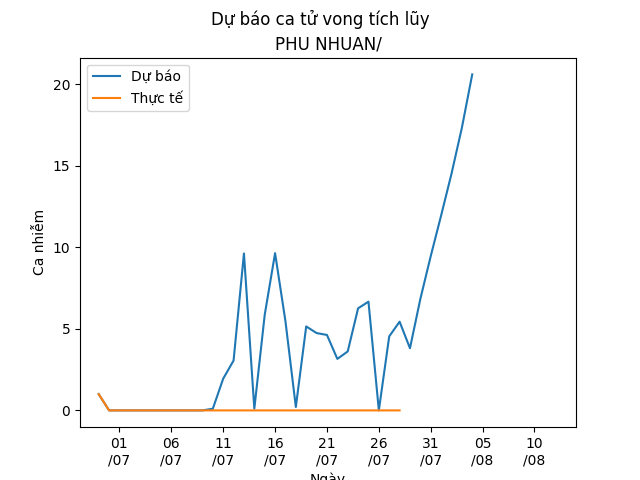 Dự báo ca tử vong tích lũy
PHU NHUAN/
Dự báo
Thực tế
Ca nhiễm
20
15
10
5
0
01 06 11 16 21 26 31 05 10
/07 /07 /07 /07 /07 /07 /07 /08 /08
Ngày